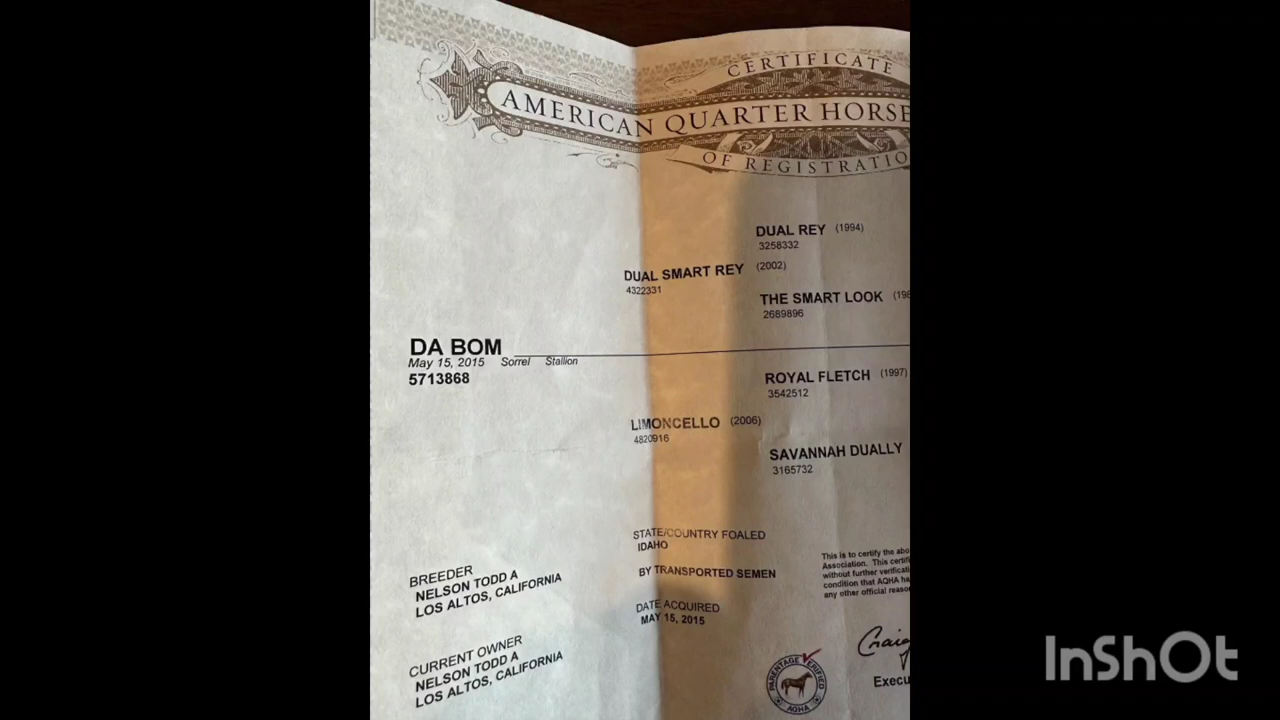 CERTIFICATE
AMERICAN QUARTER HORSE
OF REGISTRATIO
DUAL REY (1994)
3258332
DUAL SMART REY (2002)
4322331
THE SMART LOOK (198
2689896
DA BOM
May 15, 2015 Sorrel Stallion
5713868
ROYAL FLETCH (1997)
3542512
LIMONCELLO (2006)
4820916
SAVANNAH DUALLY
3165732
STATE/COUNTRY FOALED
IDAHO
BY TRANSPORTED SEMEN
DATE ACQUIRED
MAY 15, 2015
BREEDER
NELSON TODD A
LOS ALTOS, CALIFORNIA
CURRENT OWNER
NELSON TODD A
LOS ALTOS, CALIFORNIA
This is to certify the abo
Association. This certifi
without further verificati
condition that AQHA ha
any other official reaso
PARENTAGE VERIFIED
AQHA
Craig
Execu
InShOt